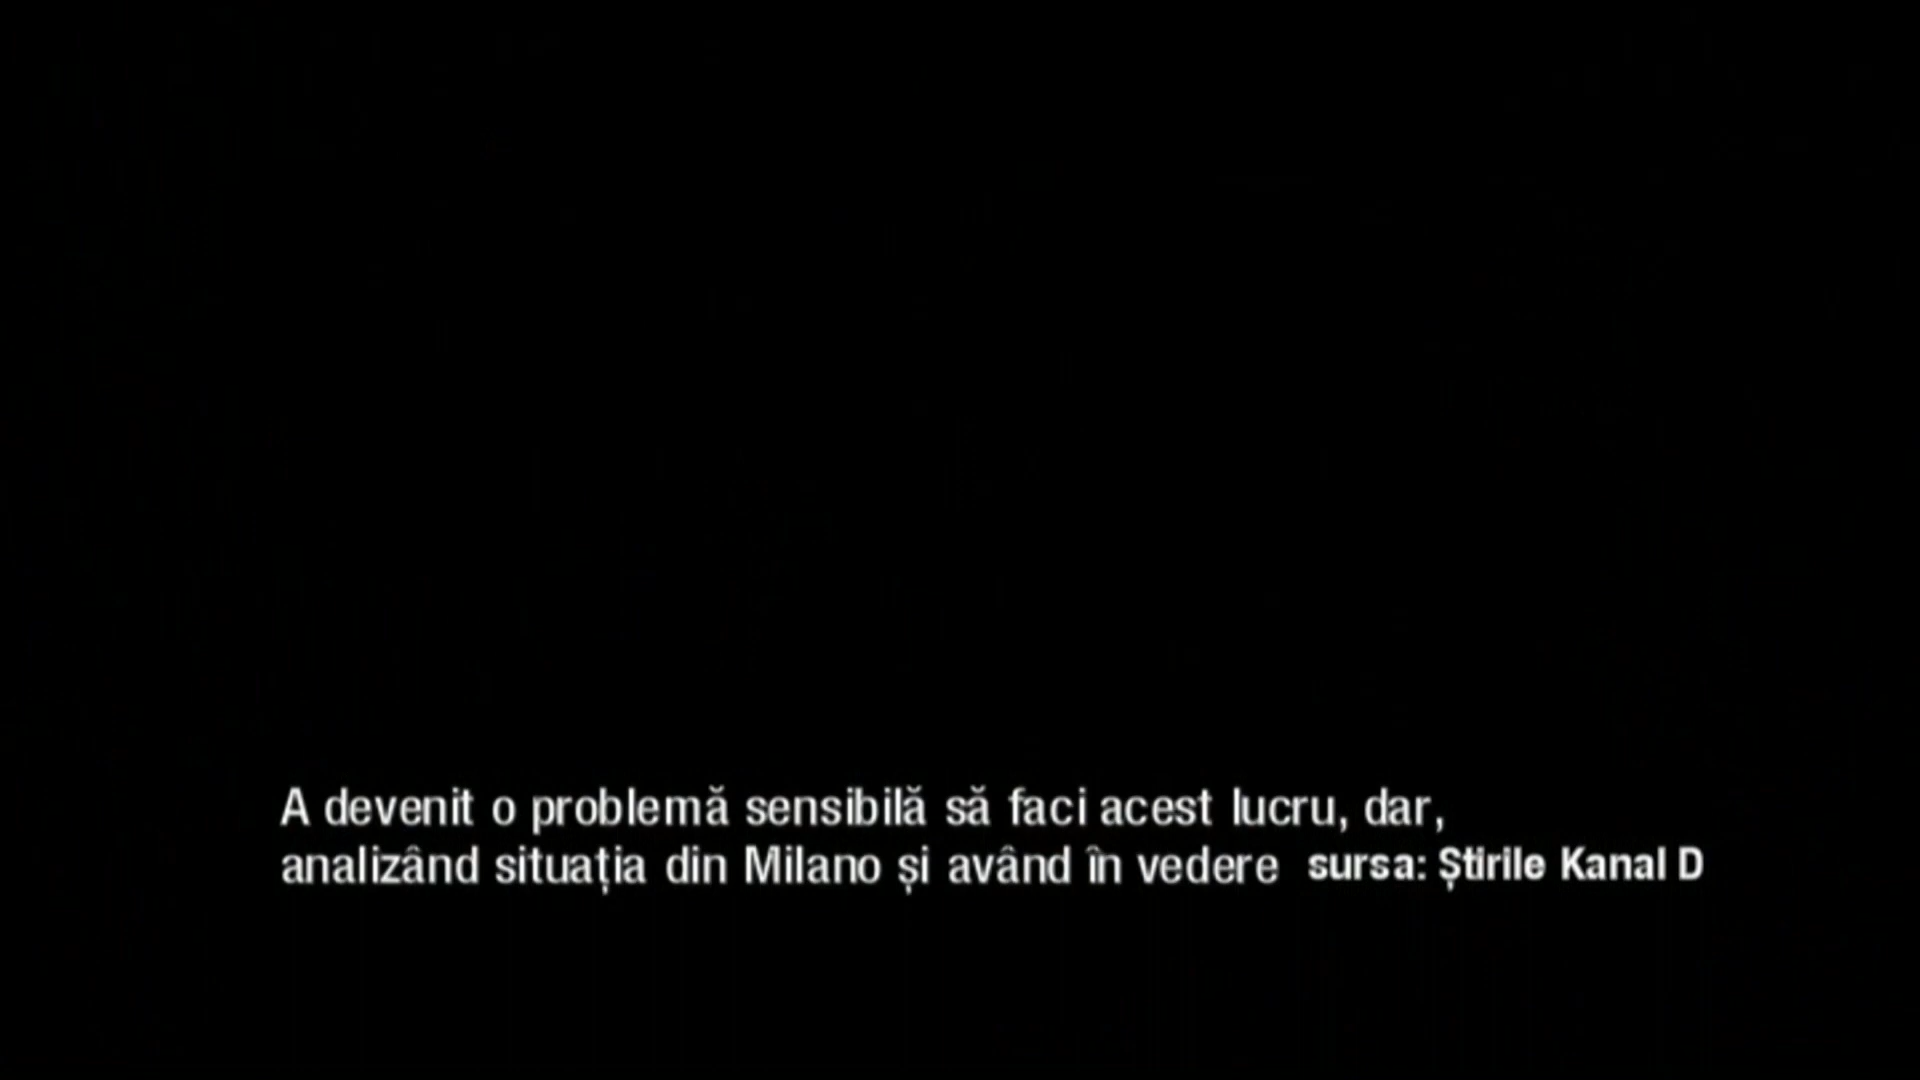 A devenit o problemă sensibilă să faci acest lucru, dar,
analizând situația din Milano și având în vedere sursa: Știrile Kanal D